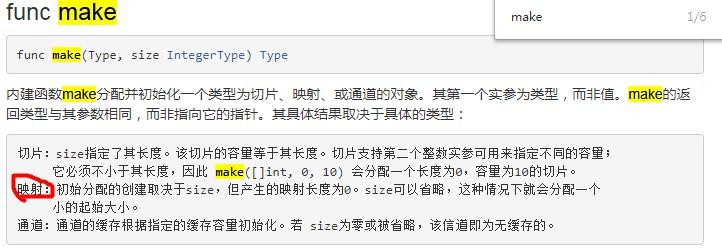 func make
make
1/6
func make(Type, size IntegerType) Type
内建函数make分配并初始化一个类型为切片、映射、或通道的对象。其第一个实参为类型，而非值。make的返
回类型与其参数相同，而非指向它的指针。其具体结果取决于具体的类型：
切片：size指定了其长度。该切片的容量等于其长度。切片支持第二个整数实参可用来指定不同的容量；
它必须不小于其长度，因此 make([]int, 0, 10) 会分配一个长度为0，容量为10的切片。
映射：初始分配的创建取决于size，但产生的映射长度为0。size可以省略，这种情况下就会分配一个
小的起始大小。
通道：通道的缓存根据指定的缓存容量初始化。若 size为零或被省略，该信道即为无缓存的。